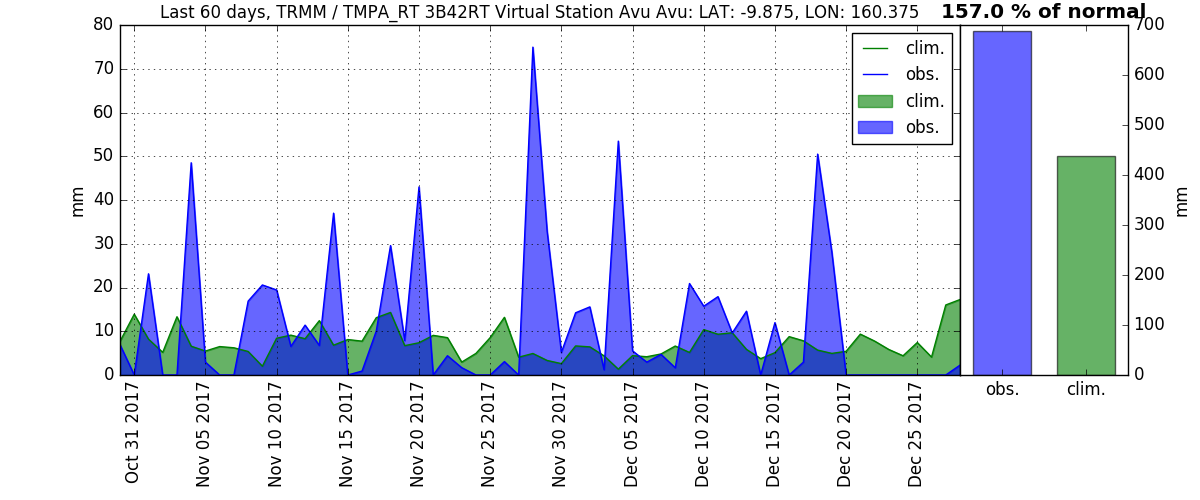 Last 60 days, TRMM / TMPA_RT 3B42RT Virtual Station Avu Avu: LAT: -9.875, LON: 160.375
157.0 % of normal
80
70
60
50
40
30
20
10
0
mm
clim.
obs.
clim.
obs.
700
600
500
400
300
200
100
0
mm
obs.
clim.
Oct 31 2017
Nov 05 2017
Nov 10 2017
Nov 15 2017
Nov 20 2017
Nov 25 2017
Nov 30 2017
Dec 05 2017
Dec 10 2017
Dec 15 2017
Dec 20 2017
Dec 25 2017